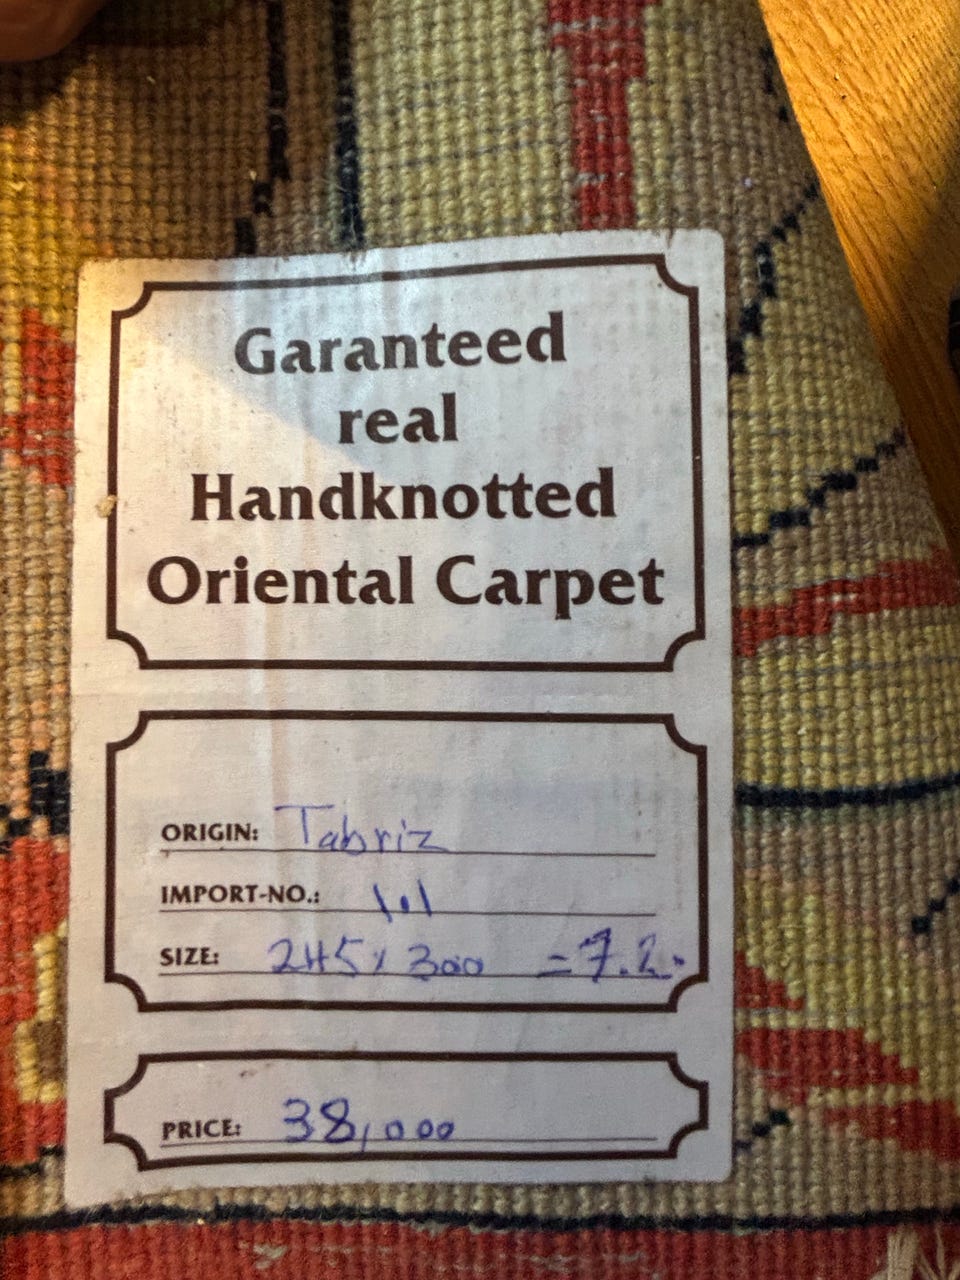 Garanteed
real
Handknotted
Oriental Carpet
ORIGIN: Tabriz
IMPORT-NO.: 1.1
SIZE: 245 x 300 = 7.2.
PRICE: 38,000